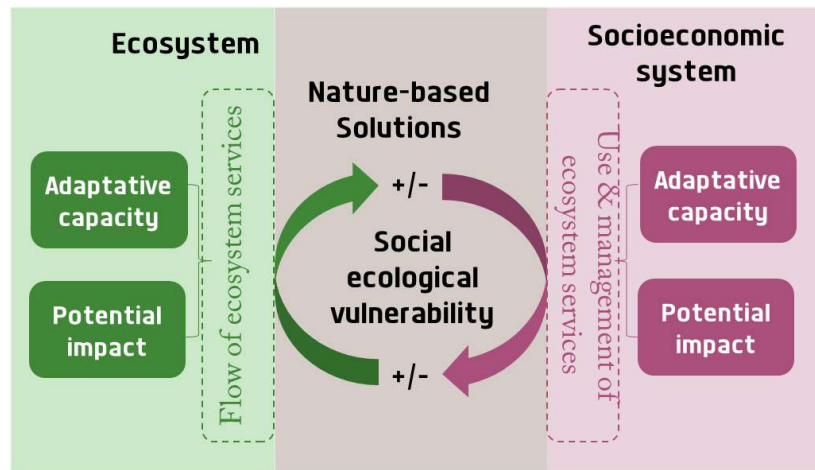 Ecosystem
Adaptative
capacity
Potential
impact
Flow of ecosystem services
Nature-based
Solutions
+/-
Social
ecological
vulnerability
+/-
Socioeconomic
system
Use & management of
ecosystem services
Adaptative
capacity
Potential
impact